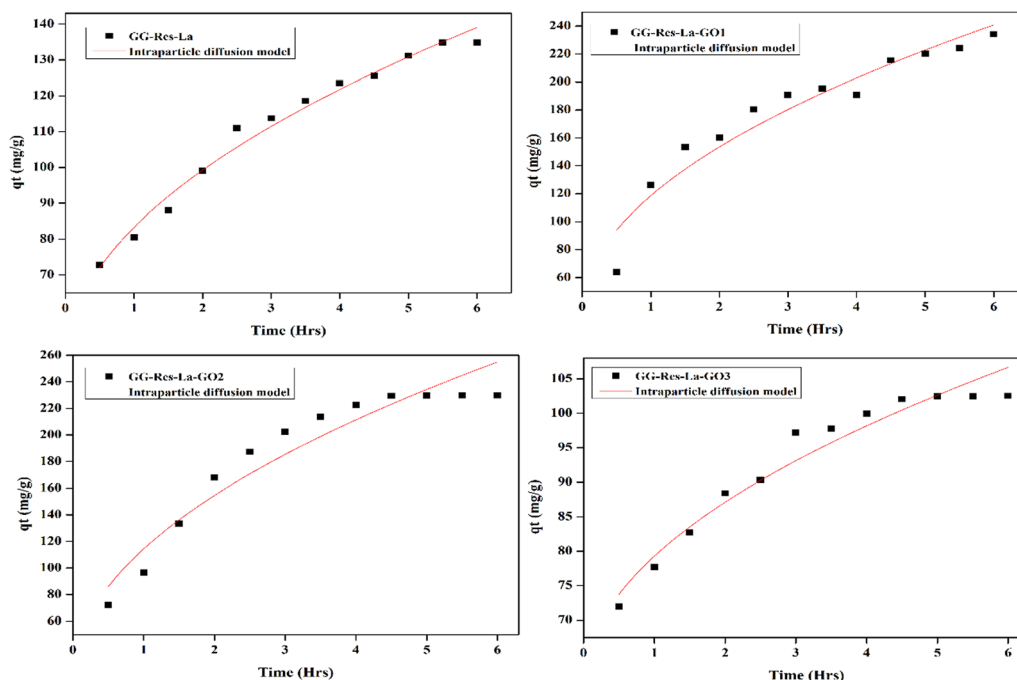 GG-Res-La
Intraparticle diffusion model
140
130
120
110
100
90
80
70
qt (mg/g)
0 1 2 3 4 5 6
Time (Hrs)
GG-Res-La-GO1
Intraparticle diffusion model
240
220
200
180
160
140
120
100
80
60
qt (mg/g)
0 1 2 3 4 5 6
Time (Hrs)
GG-Res-La-GO2
Intraparticle diffusion model
260
240
220
200
180
160
140
120
100
80
60
qt (mg/g)
0 1 2 3 4 5 6
Time (Hrs)
GG-Res-La-GO3
Intraparticle diffusion model
105
100
95
90
85
80
75
70
qt (mg/g)
0 1 2 3 4 5 6
Time (Hrs)